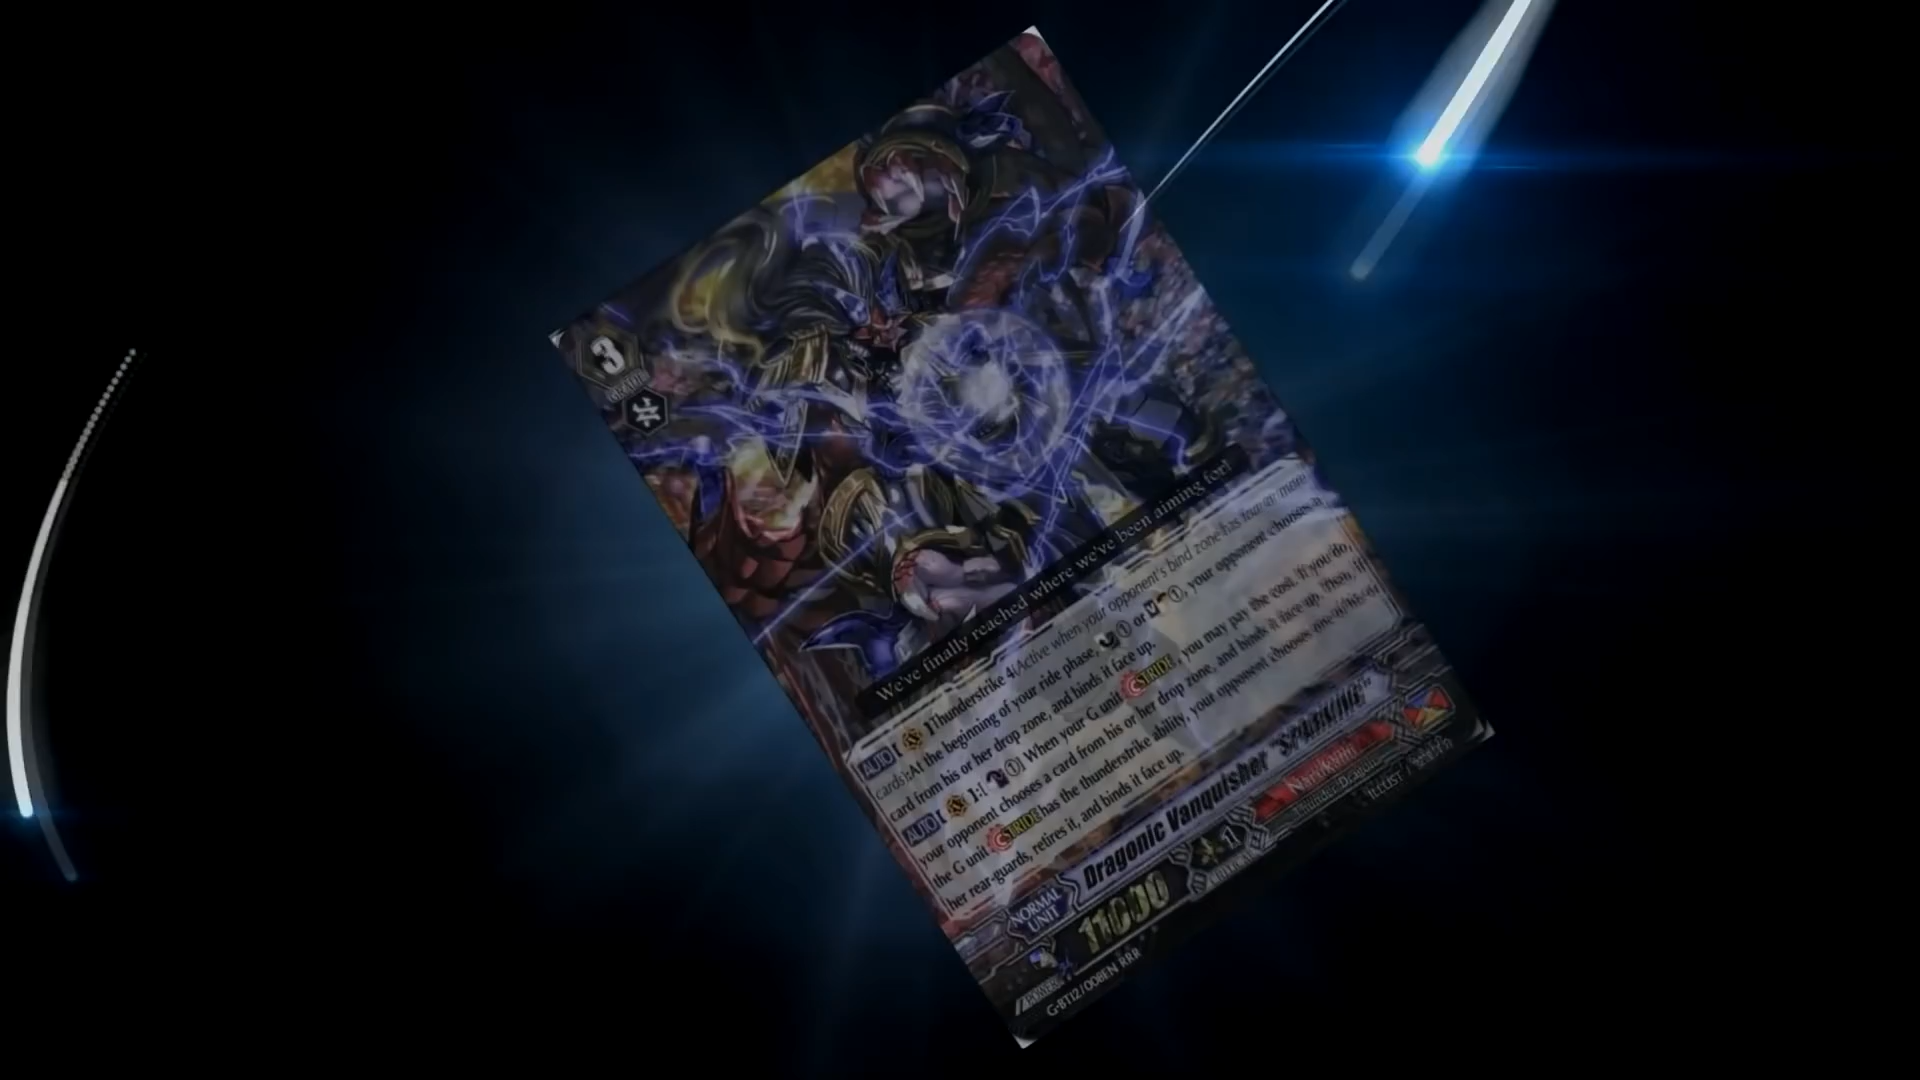 3
GRADE
We've finally reached where we've been aiming for!
AUTO [ ]Thunderstrike 4(Active when your opponent's bind zone has four or more
cards):At the beginning of your ride phase, ① or V ①, your opponent chooses a
card from his or her drop zone, and binds it face up.
AUTO [ ]:[ ①] When your G unit STRIDE, you may pay the cost. If you do,
your opponent chooses a card from his or her drop zone, and binds it face up. Then, if
the G unit STRIDE has the thunderstrike ability, your opponent chooses one of his or
her rear-guards, retires it, and binds it face up.
NORMAL
UNIT
Dragonic Vanquisher "SPARKING"
Narukami
Thunder Dragon
POWER
11000
1
CRITICAL
ILLUST /
G-BT12/008EN RRR